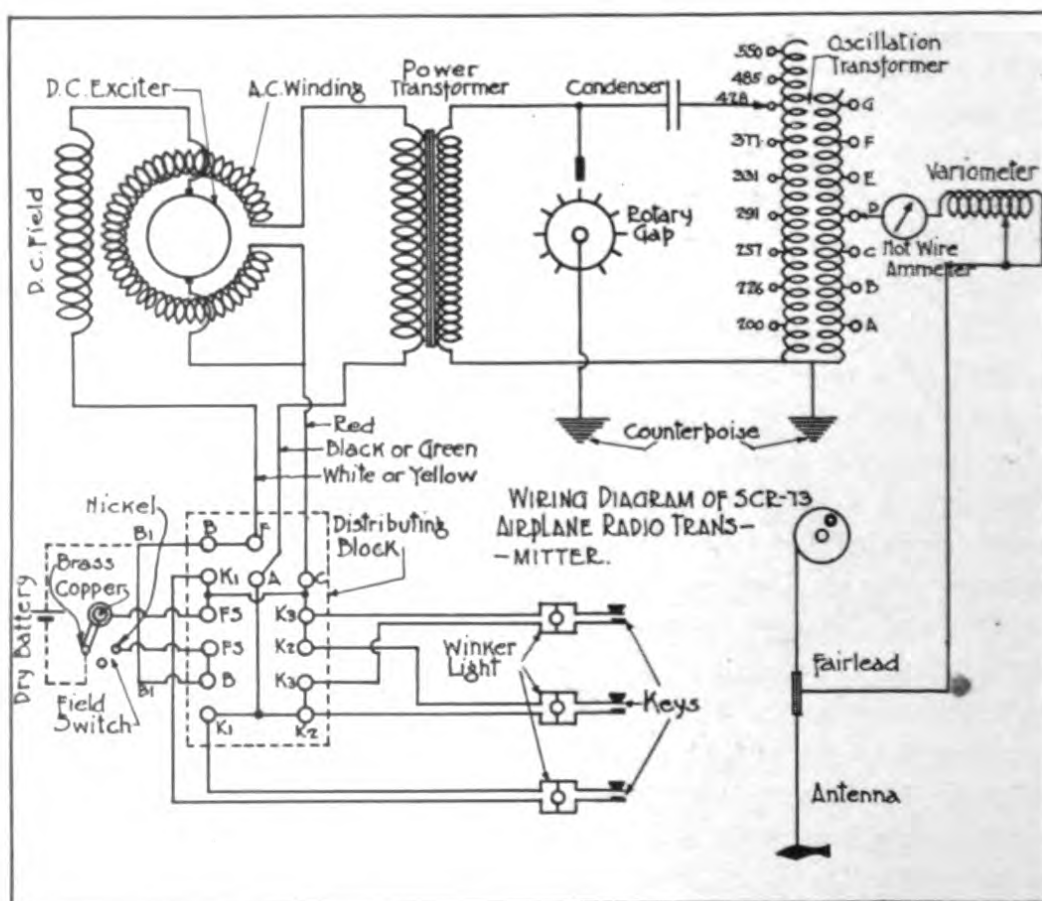 D.C. Exciter
A.C. Winding
Power
Transformer
Condenser
Oscillation
Transformer
550
485
428
377
331
291
257
226
200
G
F
E
D
C
B
A
Variometer
Hot Wire
Ammeter
D.C. Field
Rotary
Gap
Counterpoise
Red
Black or Green
White or Yellow
Nickel
Distributing
Block
WIRING DIAGRAM OF SCR-73
AIRPLANE RADIO TRANS-
-MITTER.
Dry Battery
Brass
Copper
Field
Switch
B1
B1
B
F
K1
A
C
FS
K3
FS
K2
B
K3
K1
K2
Winker
Light
Keys
Fairlead
Antenna